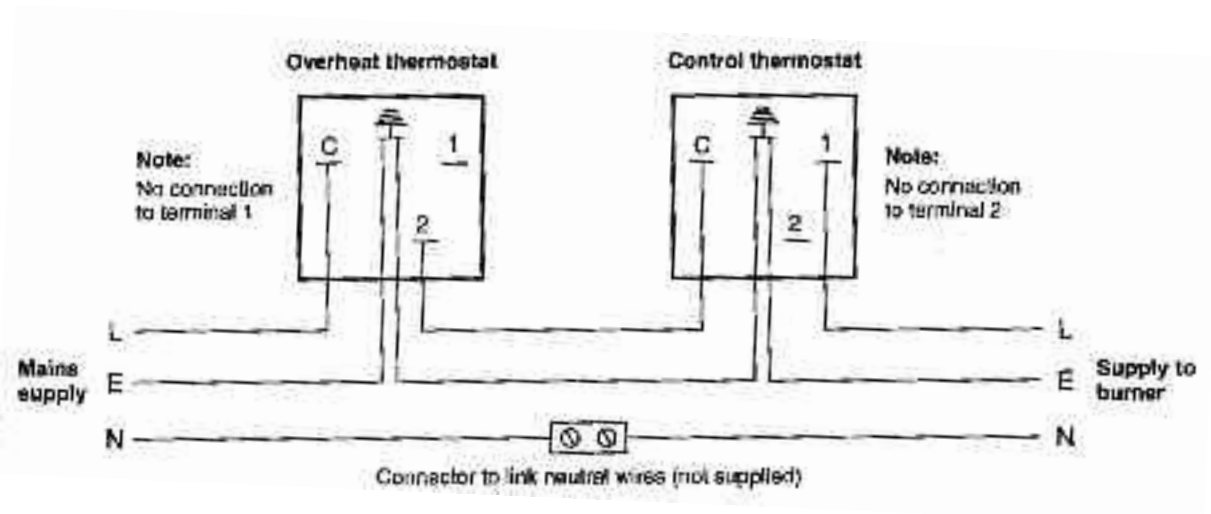 Overheat thermostat
Control thermostat
C
1
2
C
1
2
Note:
No connection
to terminal 1
Note:
No connection
to terminal 2
L
L
Mains
supply
E
E
Supply to
burner
N
N
Connector to link neutral wires (not supplied)